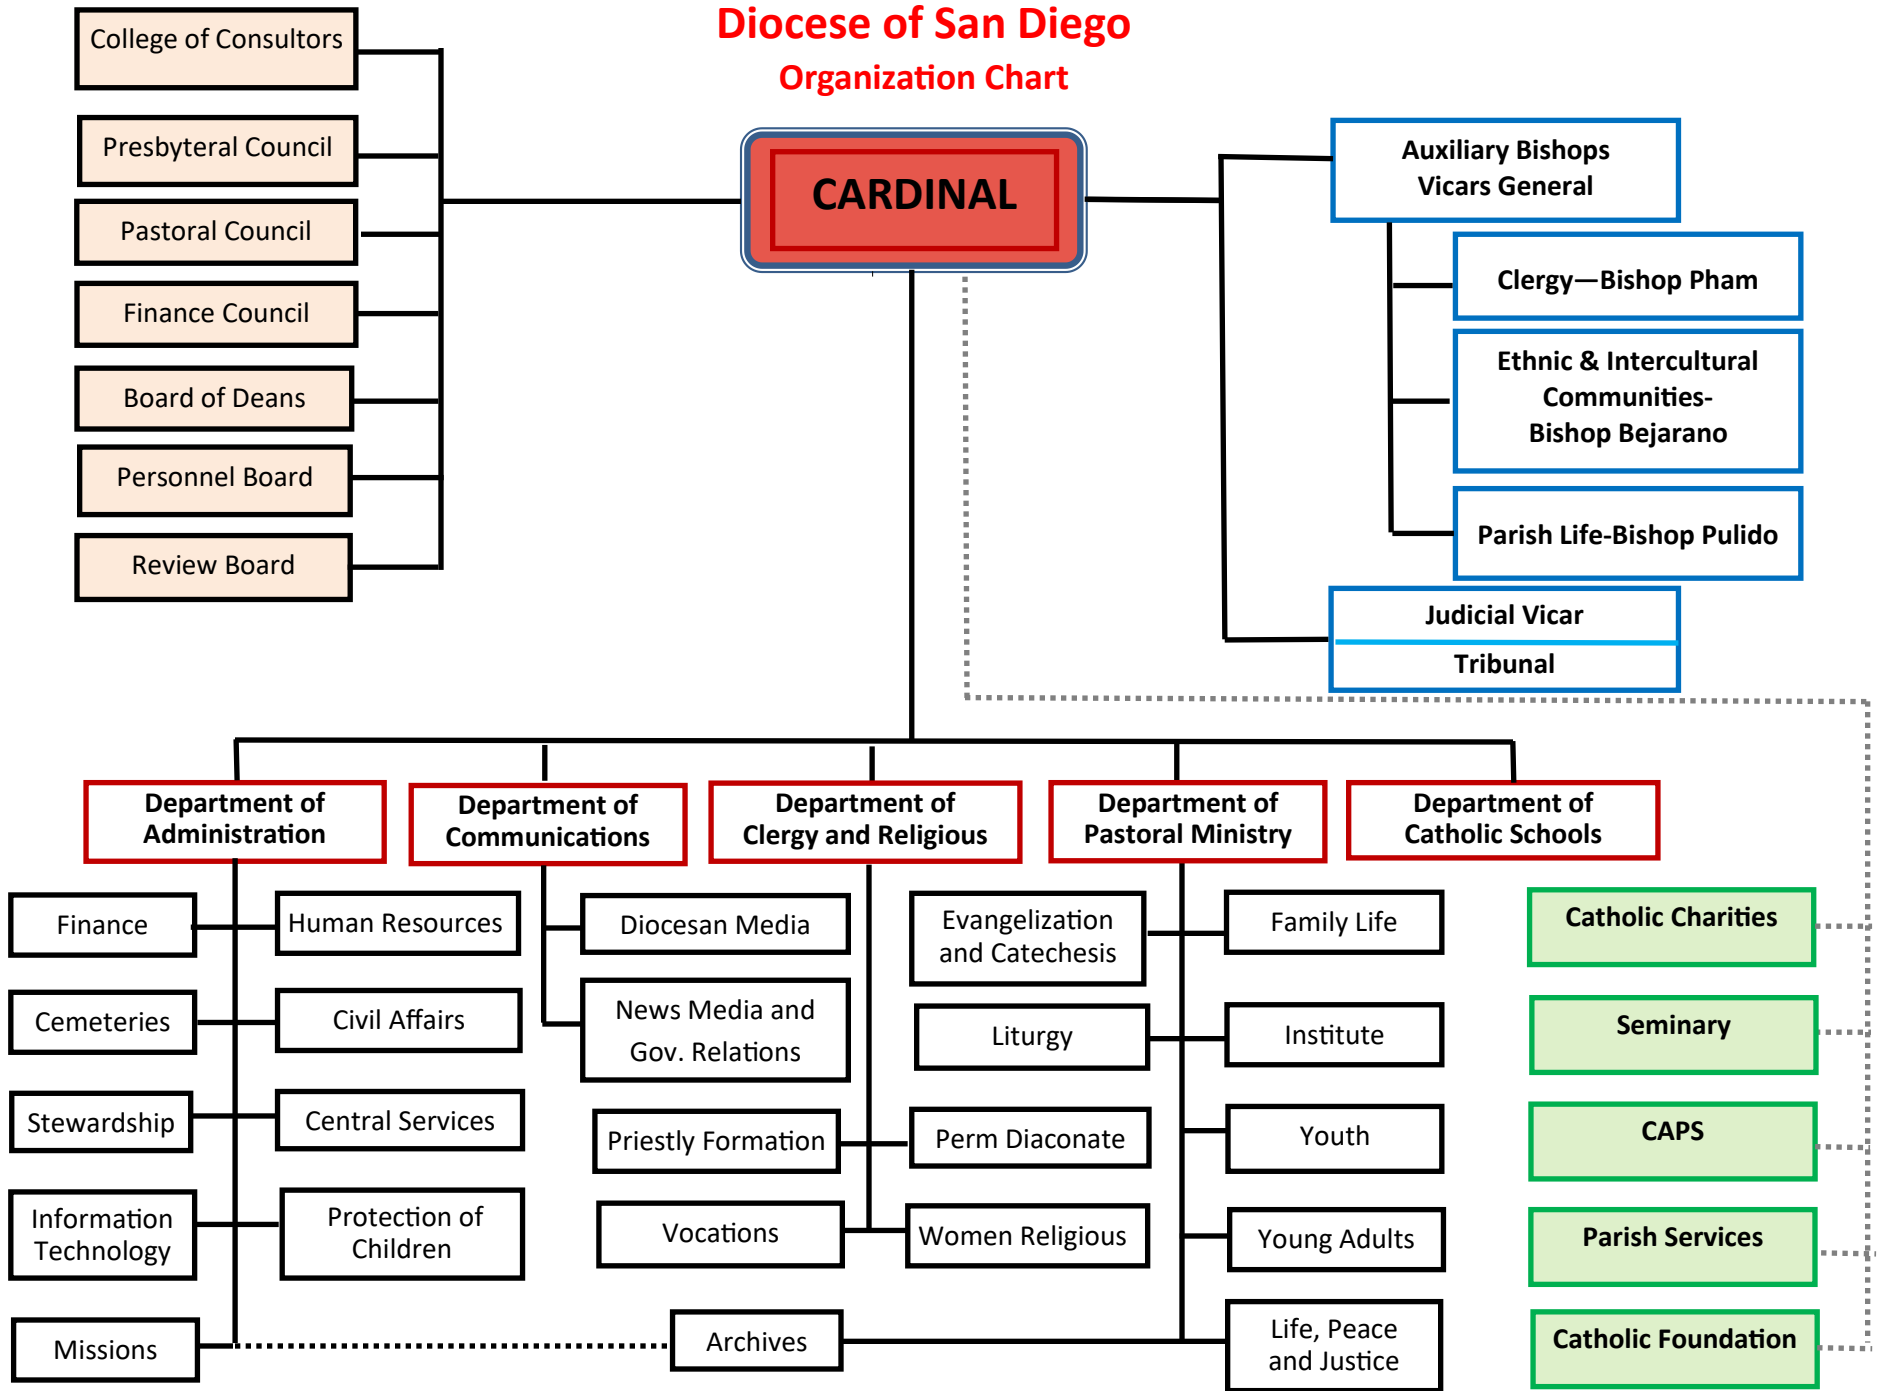 Diocese of San Diego
Organization Chart
College of Consultors
Presbyteral Council
Pastoral Council
Finance Council
Board of Deans
Personnel Board
Review Board
CARDINAL
Auxiliary Bishops
Vicars General
Clergy—Bishop Pham
Ethnic & Intercultural
Communities-
Bishop Bejarano
Parish Life-Bishop Pulido
Judicial Vicar
Tribunal
Department of
Administration
Finance
Human Resources
Cemeteries
Civil Affairs
Stewardship
Central Services
Information
Technology
Protection of
Children
Missions
Department of
Communications
Diocesan Media
News Media and
Gov. Relations
Department of
Clergy and Religious
Priestly Formation
Perm Diaconate
Vocations
Women Religious
Archives
Department of
Pastoral Ministry
Evangelization
and Catechesis
Family Life
Liturgy
Institute
Youth
Young Adults
Life, Peace
and Justice
Department of
Catholic Schools
Catholic Charities
Seminary
CAPS
Parish Services
Catholic Foundation